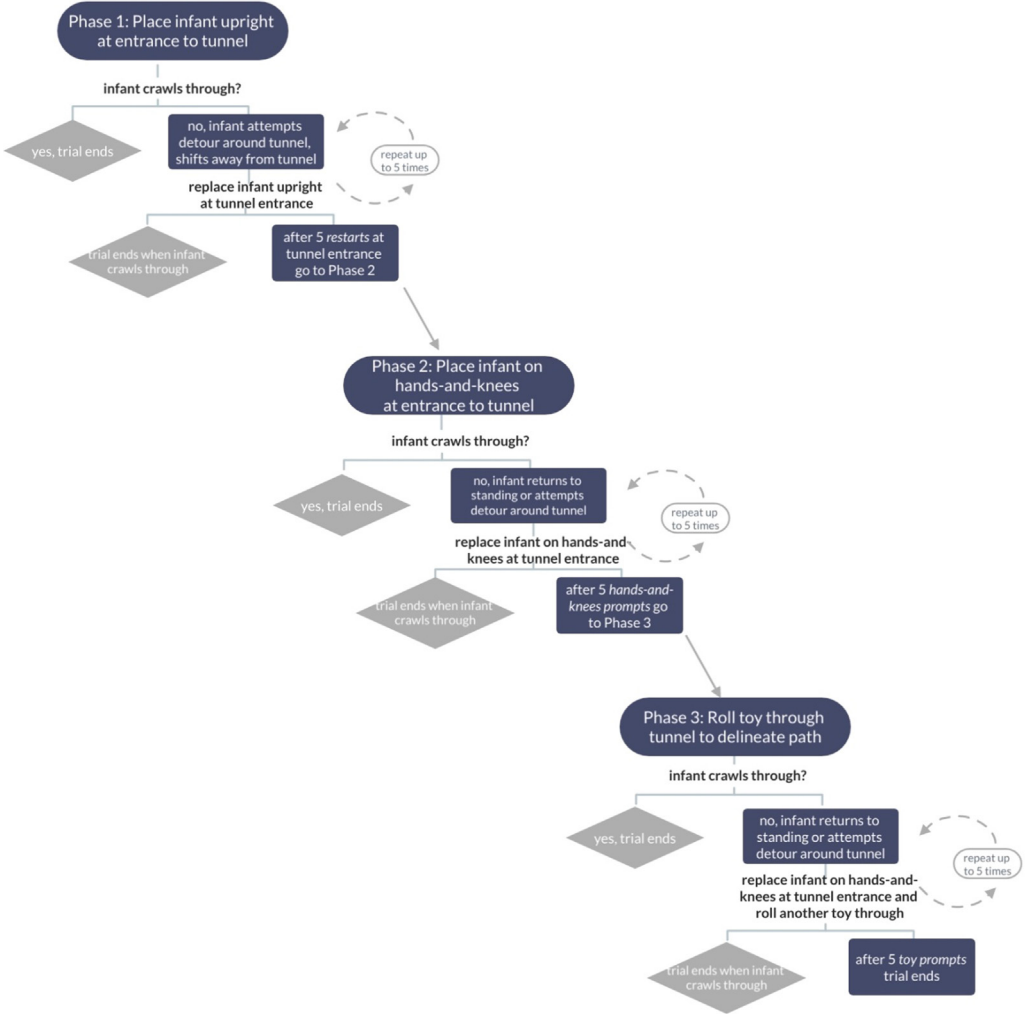 Phase 1: Place infant upright
at entrance to tunnel
infant crawls through?
yes, trial ends
no, infant attempts
detour around tunnel,
shifts away from tunnel
repeat up
to 5 times
replace infant upright
at tunnel entrance
trial ends when infant
crawls through
after 5 restarts at
tunnel entrance
go to Phase 2
Phase 2: Place infant on
hands-and-knees
at entrance to tunnel
infant crawls through?
yes, trial ends
no, infant returns to
standing or attempts
detour around tunnel
repeat up
to 5 times
replace infant on hands-and-
knees at tunnel entrance
trial ends when infant
crawls through
after 5 hands-and-
knees prompts go
to Phase 3
Phase 3: Roll toy through
tunnel to delineate path
infant crawls through?
yes, trial ends
no, infant returns to
standing or attempts
detour around tunnel
repeat up
to 5 times
replace infant on hands-and-
knees at tunnel entrance and
roll another toy through
trial ends when infant
crawls through
after 5 toy prompts
trial ends